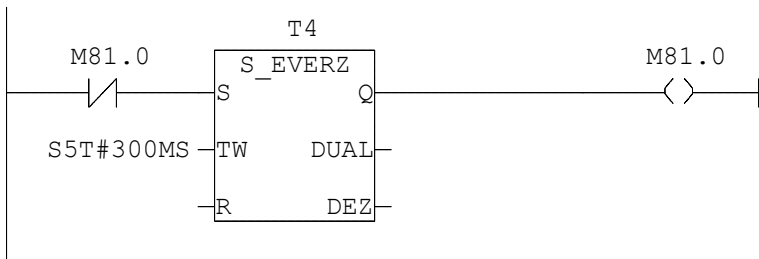 T4
M81.0
M81.0
S_EVERZ
S
Q
S5T#300MS
TW
DUAL
R
DEZ